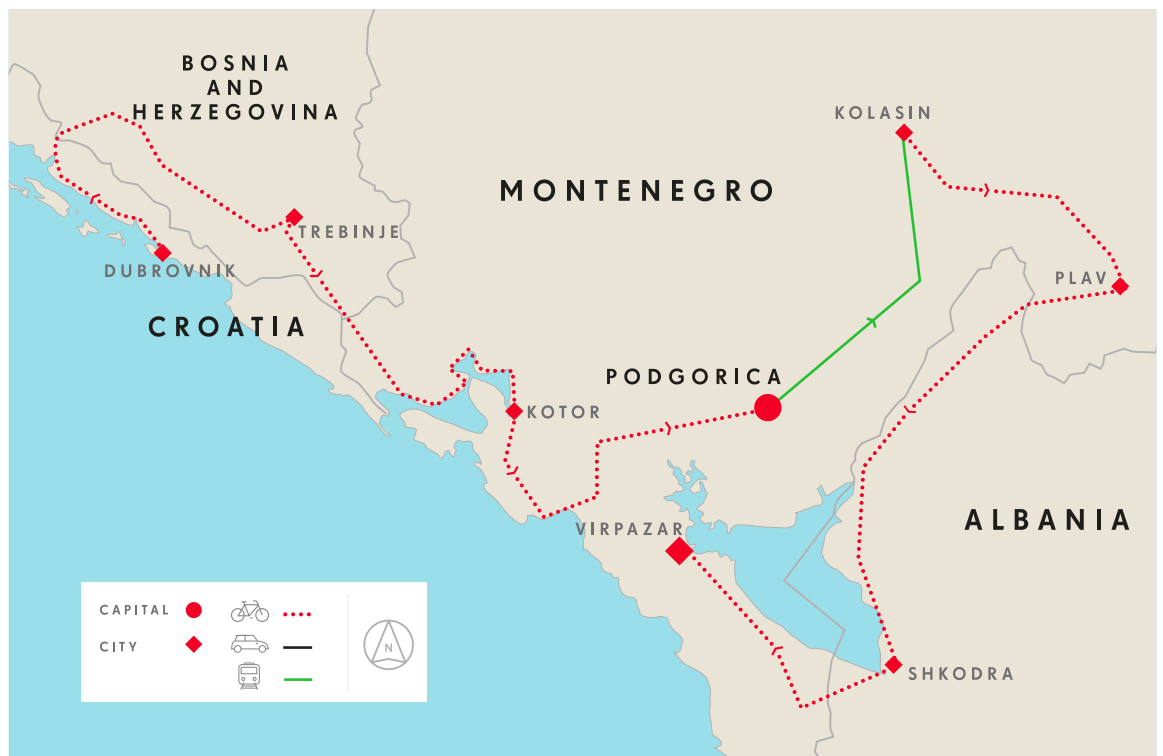 BOSNIA
AND
HERZEGOVINA
KOLASIN
MONTENEGRO
TREBINJE
DUBROVNIK
PLAV
CROATIA
PODGORICA
KOTOR
VIRPAZAR
ALBANIA
CAPITAL
CITY
N
SHKODRA